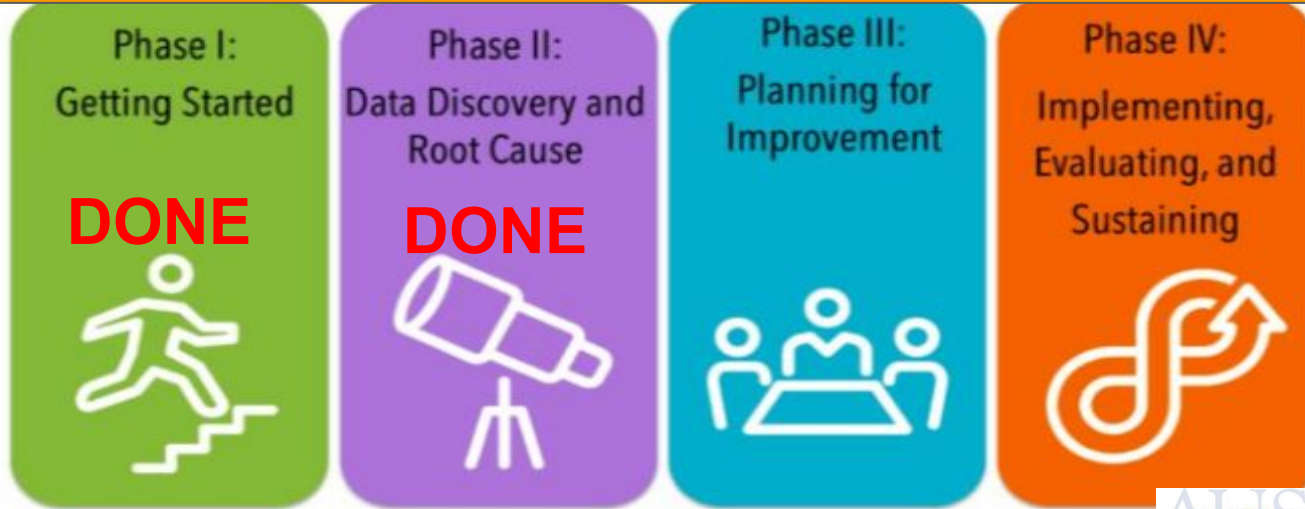 Phase I:
Getting Started
DONE
Phase II:
Data Discovery and
Root Cause
DONE
Phase III:
Planning for
Improvement
Phase IV:
Implementing,
Evaluating, and
Sustaining